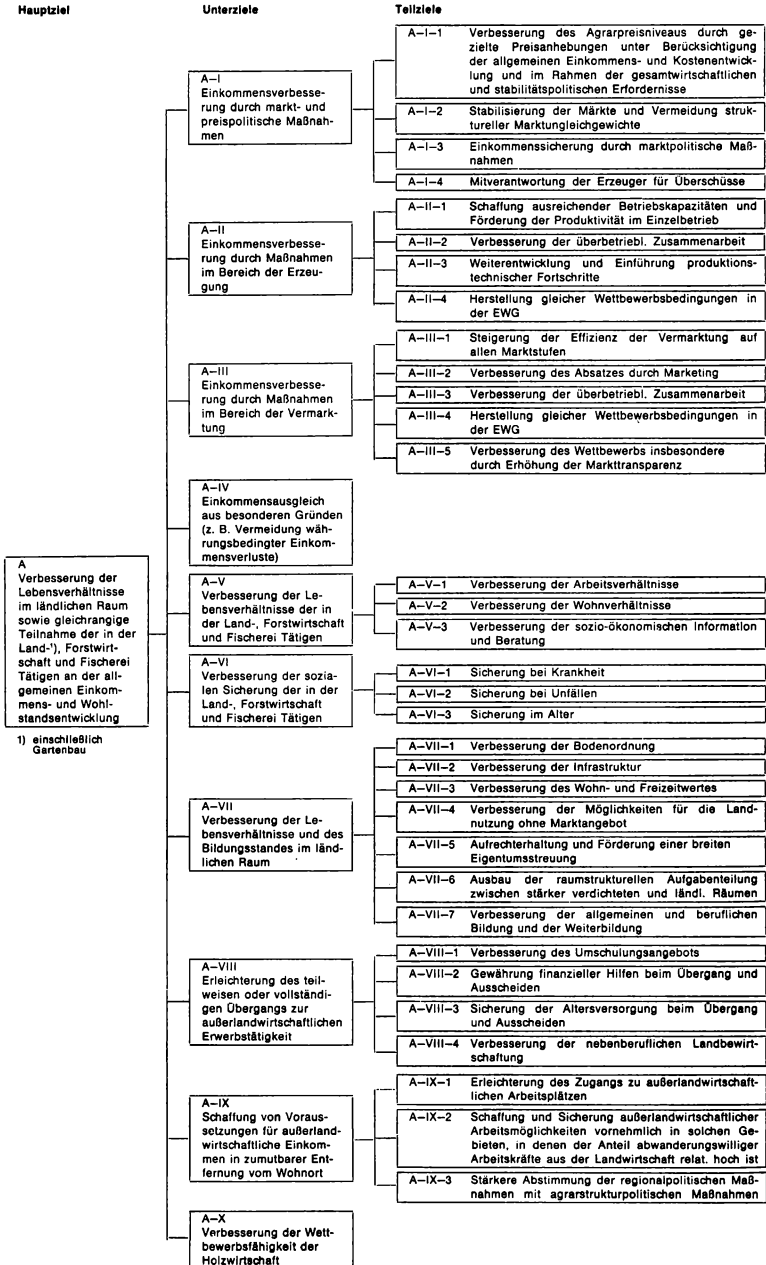 Hauptziel
Unterziele
Teilziele
A
Verbesserung der
Lebensverhältnisse
im ländlichen Raum
sowie gleichrangige
Teilnahme der in der
Land-¹), Forstwirt-
schaft und Fischerei
Tätigen an der all-
gemeinen Einkom-
mens- und Wohl-
standsentwicklung
1) einschließlich
Gartenbau
A–I
Einkommensverbesse-
rung durch markt- und
preispolitische Maßnah-
men
A–I–1 Verbesserung des Agrarpreisniveaus durch ge-
zielte Preisanhebungen unter Berücksichtigung
der allgemeinen Einkommens- und Kostenentwick-
lung und im Rahmen der gesamtwirtschaftlichen
und stabilitätspolitischen Erfordernisse
A–I–2 Stabilisierung der Märkte und Vermeidung struk-
tureller Marktungleichgewichte
A–I–3 Einkommenssicherung durch marktpolitische Maß-
nahmen
A–I–4 Mitverantwortung der Erzeuger für Überschüsse
A–II
Einkommensverbesse-
rung durch Maßnahmen
im Bereich der Erzeu-
gung
A–II–1 Schaffung ausreichender Betriebskapazitäten und
Förderung der Produktivität im Einzelbetrieb
A–II–2 Verbesserung der überbetriebl. Zusammenarbeit
A–II–3 Weiterentwicklung und Einführung produktions-
technischer Fortschritte
A–II–4 Herstellung gleicher Wettbewerbsbedingungen in
der EWG
A–III
Einkommensverbesse-
rung durch Maßnahmen
im Bereich der Vermark-
tung
A–III–1 Steigerung der Effizienz der Vermarktung auf
allen Marktstufen
A–III–2 Verbesserung des Absatzes durch Marketing
A–III–3 Verbesserung der überbetriebl. Zusammenarbeit
A–III–4 Herstellung gleicher Wettbewerbsbedingungen in
der EWG
A–III–5 Verbesserung des Wettbewerbs insbesondere
durch Erhöhung der Markttransparenz
A–IV
Einkommensausgleich
aus besonderen Gründen
(z. B. Vermeidung wäh-
rungsbedingter Einkom-
mensverluste)
A–V
Verbesserung der Le-
bensverhältnisse der in
der Land-, Forstwirtschaft
und Fischerei Tätigen
A–V–1 Verbesserung der Arbeitsverhältnisse
A–V–2 Verbesserung der Wohnverhältnisse
A–V–3 Verbesserung der sozio-ökonomischen Information
und Beratung
A–VI
Verbesserung der sozia-
len Sicherung der in der
Land-, Forstwirtschaft
und Fischerei Tätigen
A–VI–1 Sicherung bei Krankheit
A–VI–2 Sicherung bei Unfällen
A–VI–3 Sicherung im Alter
A–VII
Verbesserung der Le-
bensverhältnisse und des
Bildungsstandes im länd-
lichen Raum
A–VII–1 Verbesserung der Bodenordnung
A–VII–2 Verbesserung der Infrastruktur
A–VII–3 Verbesserung des Wohn- und Freizeitwertes
A–VII–4 Verbesserung der Möglichkeiten für die Land-
nutzung ohne Marktangebot
A–VII–5 Aufrechterhaltung und Förderung einer breiten
Eigentumsstreuung
A–VII–6 Ausbau der raumstrukturellen Aufgabenteilung
zwischen stärker verdichteten und ländl. Räumen
A–VII–7 Verbesserung der allgemeinen und beruflichen
Bildung und der Weiterbildung
A–VIII
Erleichterung des teil-
weisen oder vollständi-
gen Übergangs zur
außerlandwirtschaftlichen
Erwerbstätigkeit
A–VIII–1 Verbesserung des Umschulungsangebots
A–VIII–2 Gewährung finanzieller Hilfen beim Übergang und
Ausscheiden
A–VIII–3 Sicherung der Altersversorgung beim Übergang
und Ausscheiden
A–VIII–4 Verbesserung der nebenberuflichen Landbewirt-
schaftung
A–IX
Schaffung von Voraus-
setzungen für außerland-
wirtschaftliche Einkom-
men in zumutbarer Ent-
fernung vom Wohnort
A–IX–1 Erleichterung des Zugangs zu außerlandwirtschaft-
lichen Arbeitsplätzen
A–IX–2 Schaffung und Sicherung außerlandwirtschaftlicher
Arbeitsmöglichkeiten vornehmlich in solchen Ge-
bieten, in denen der Anteil abwanderungswilliger
Arbeitskräfte aus der Landwirtschaft relat. hoch ist
A–IX–3 Stärkere Abstimmung der regionalpolitischen Maß-
nahmen mit agrarstrukturpolitischen Maßnahmen
A–X
Verbesserung der Wett-
bewerbsfähigkeit der
Holzwirtschaft